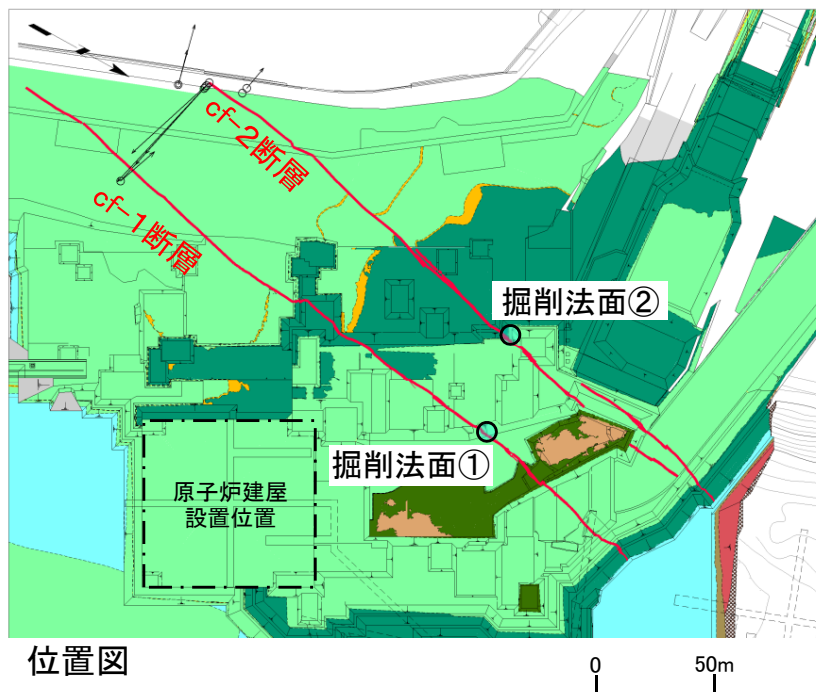 cf-2断層
cf-1断層
掘削法面②
掘削法面①
原子炉建屋
設置位置
位置図
0 50m